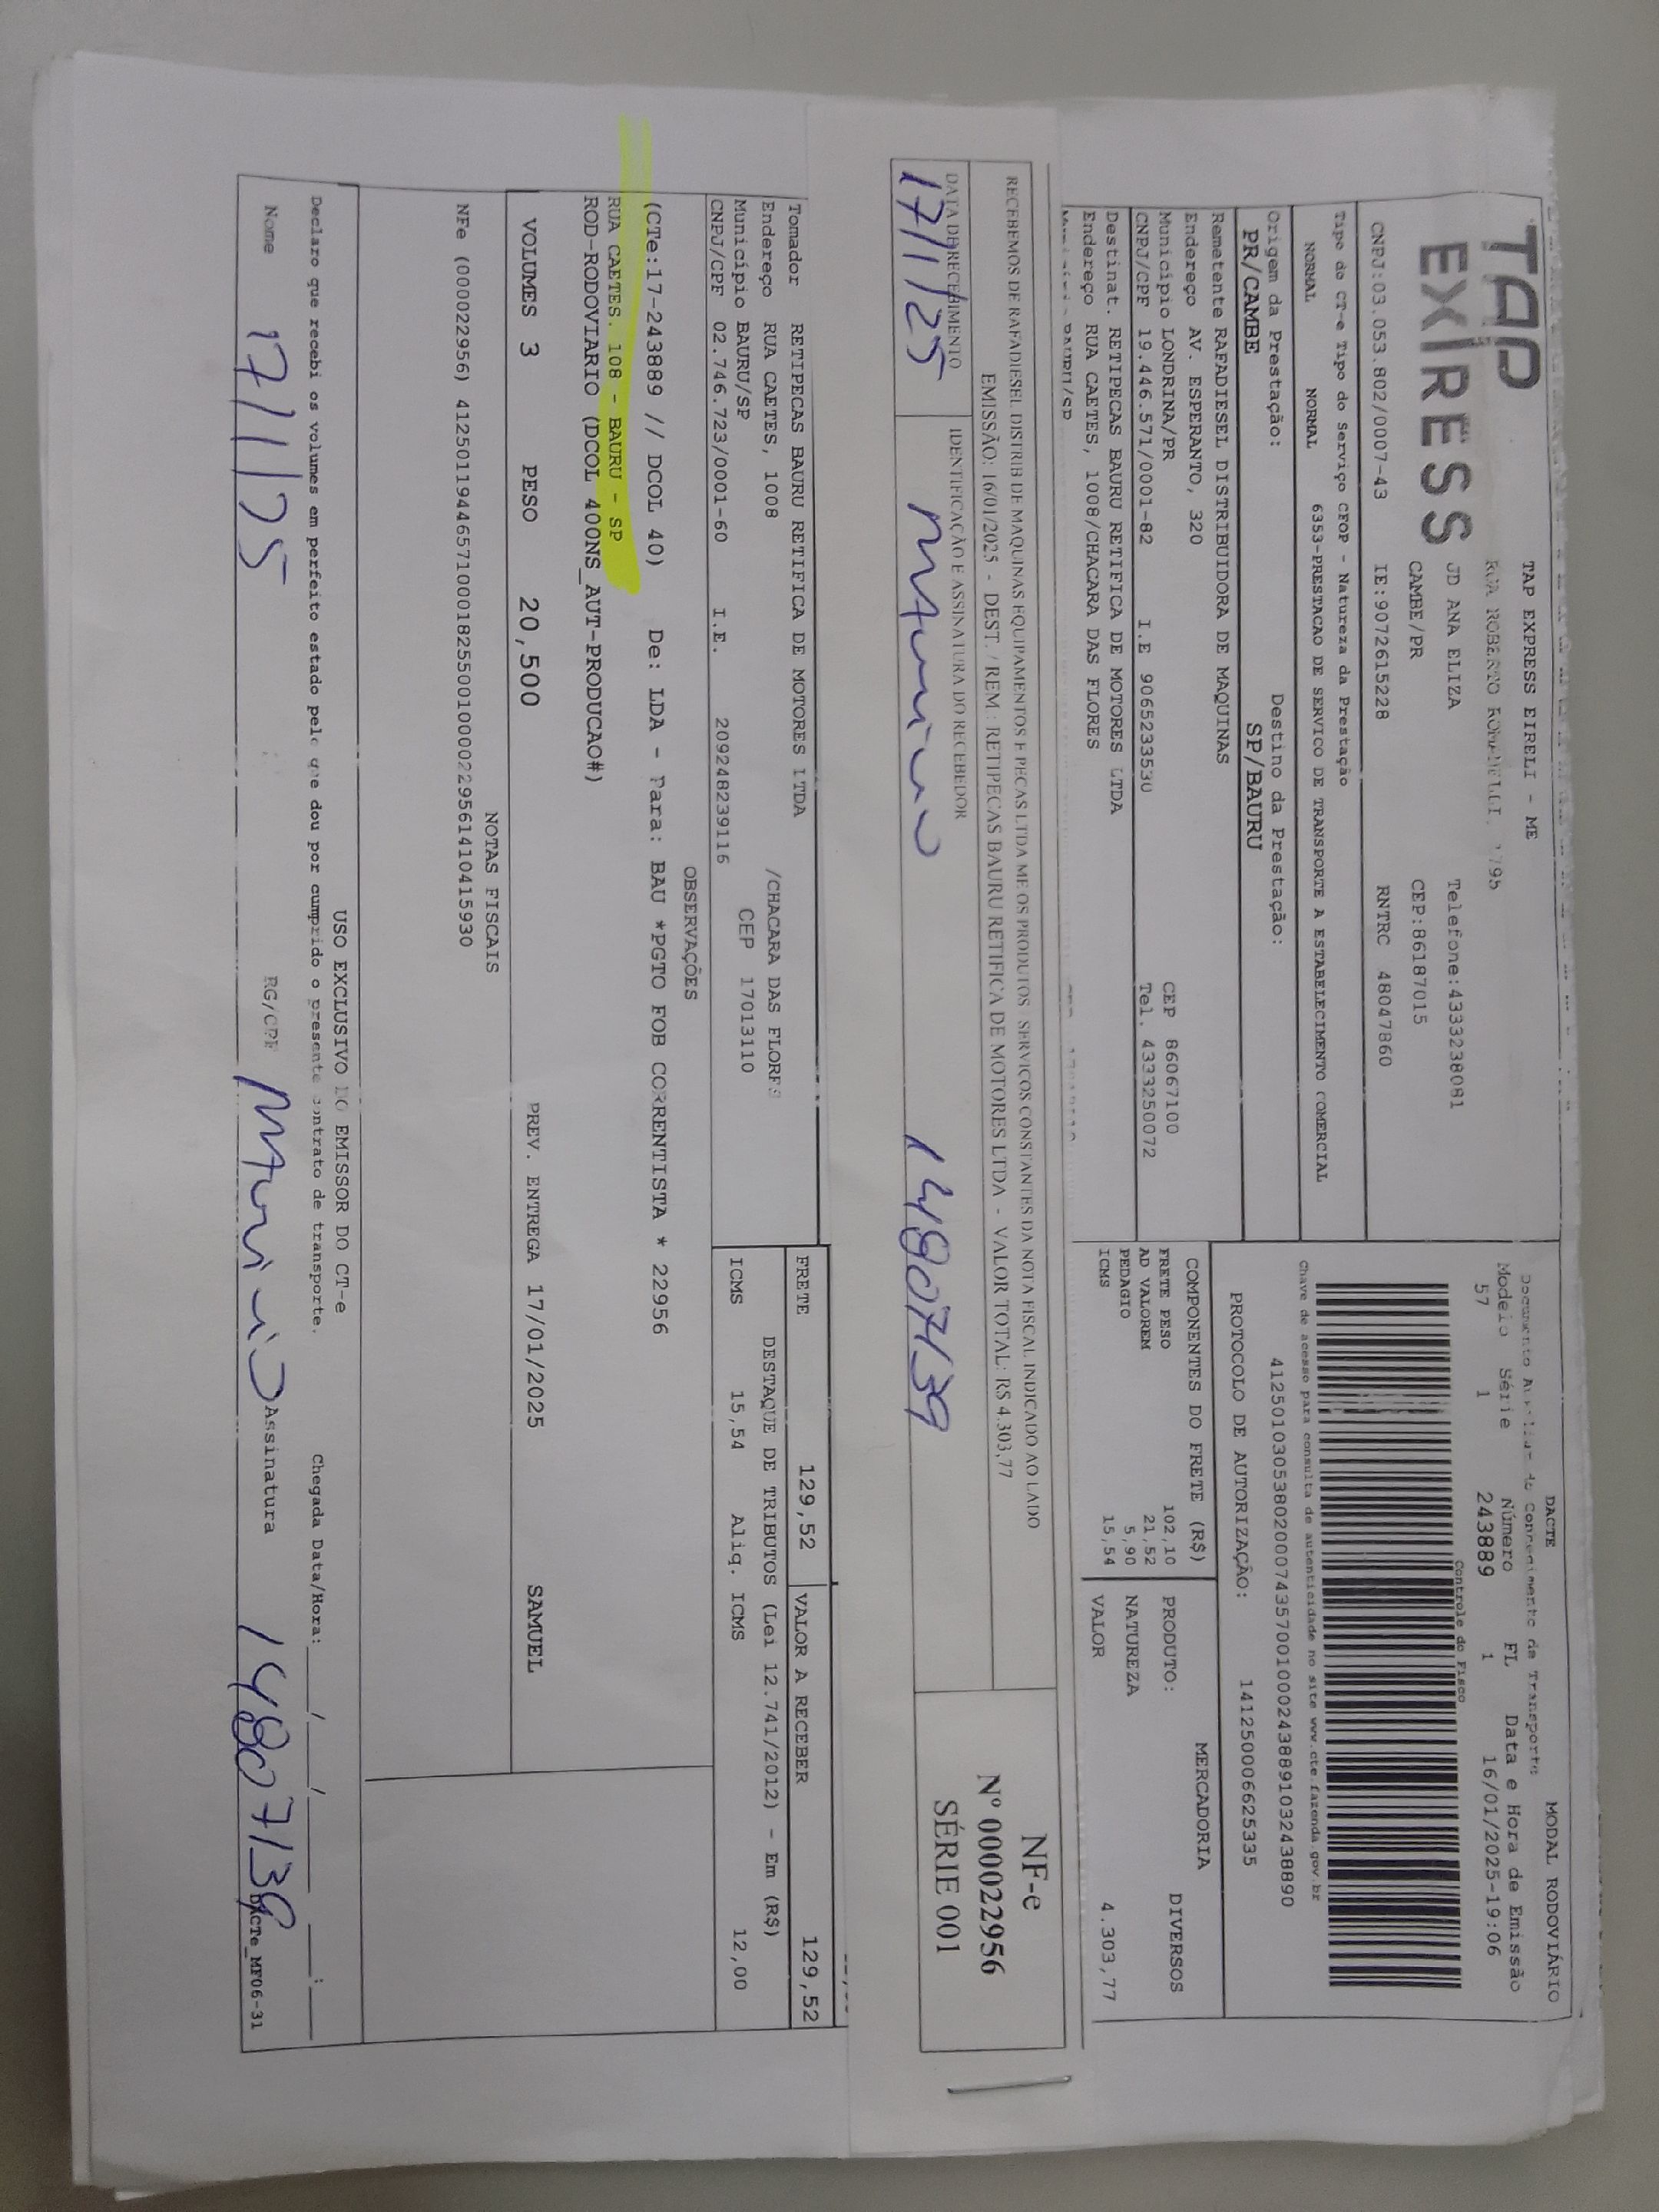 TAP
EXPRESS
TAP EXPRESS EIRELI - ME
RUA ROBERTO 1795
JD ANA ELIZA Telefone:4333238081
CAMBE/PR CEP:86187015
CNPJ:03.053.802/0007-43 IE:9072615228 RNTRC 48047860
DACTE MODAL RODOVIÁRIO
Documento de Transporte
Modelo Série Número FL Data e Hora de Emissão
57 1 243889 1 16/01/2025-19:06
Controle do Fisco
Chave de acesso para consulta de autenticidade no site www.cte.fazenda.gov.br
PROTOCOLO DE AUTORIZAÇÃO: 141250006625335
Tipo do CT-e Tipo do Serviço CFOP - Natureza da Prestação
NORMAL NORMAL 6353-PRESTACAO DE SERVICO DE TRANSPORTE A ESTABELECIMENTO COMERCIAL
Origem da Prestação: Destino da Prestação:
PR/CAMBE SP/BAURU
Remetente RAFADIESEL DISTRIBUIDORA DE MAQUINAS
Endereço AV. ESPERANTO, 320
Município LONDRINA/PR CEP 86067100
CNPJ/CPF 19.446.571/0001-82 I.E 9065233530 Tel. 4333250072
Destinat. RETIPECAS BAURU RETIFICA DE MOTORES LTDA
Endereço RUA CAETES, 1008/CHACARA DAS FLORES
COMPONENTES DO FRETE (R$)
FRETE PESO 102,10
AD VALOREM 21,52
PEDAGIO 5,90
ICMS 15,54
MERCADORIA
PRODUTO: DIVERSOS
NATUREZA
VALOR 4.303,77
RECEBEMOS DE RAFADIESEL DISTRIB DE MAQUINAS EQUIPAMENTOS E PECAS LTDA ME OS PRODUTOS / SERVIÇOS CONSTANTES DA NOTA FISCAL INDICADO AO LADO
EMISSÃO: 16/01/2025 - DEST. / REM.: RETIPECAS BAURU RETIFICA DE MOTORES LTDA - VALOR TOTAL: R$ 4.303,77
DATA DE RECEBIMENTO IDENTIFICAÇÃO E ASSINATURA DO RECEBEDOR
17/1/25 14807139
NF-e
Nº 000022956
SÉRIE 001
Tomador RETIPECAS BAURU RETIFICA DE MOTORES LTDA
Endereço RUA CAETES, 1008 /CHACARA DAS FLORES
Município BAURU/SP CEP 17013110
CNPJ/CPF 02.746.723/0001-60 I.E. 209248239116
FRETE 129,52 VALOR A RECEBER 129,52
DESTAQUE DE TRIBUTOS (Lei 12.741/2012) - Em (R$)
ICMS 15,54 Aliq. ICMS 12,00
OBSERVAÇÕES
(CTe:17-243889 // DCOL 40) De: LDA - Para: BAU *PGTO FOB CORRENTISTA * 22956
RUA CAETES. 108 - BAURU - SP
ROD-RODOVIARIO (DCOL 400NS_AUT-PRODUCAO#)
VOLUMES 3 PESO 20,500 PREV. ENTREGA 17/01/2025 SAMUEL
NOTAS FISCAIS
NFe (000022956) 41250119446571000182550010000229561410415930
USO EXCLUSIVO DO EMISSOR DO CT-e
Declaro que recebi os volumes em perfeito estado pelo que dou por cumprido o presente contrato de transporte. Chegada Data/Hora: ____/____/____ ____:____
Nome 17/1/25 RG/CPF Assinatura 14807139
DACTe_MF06-31